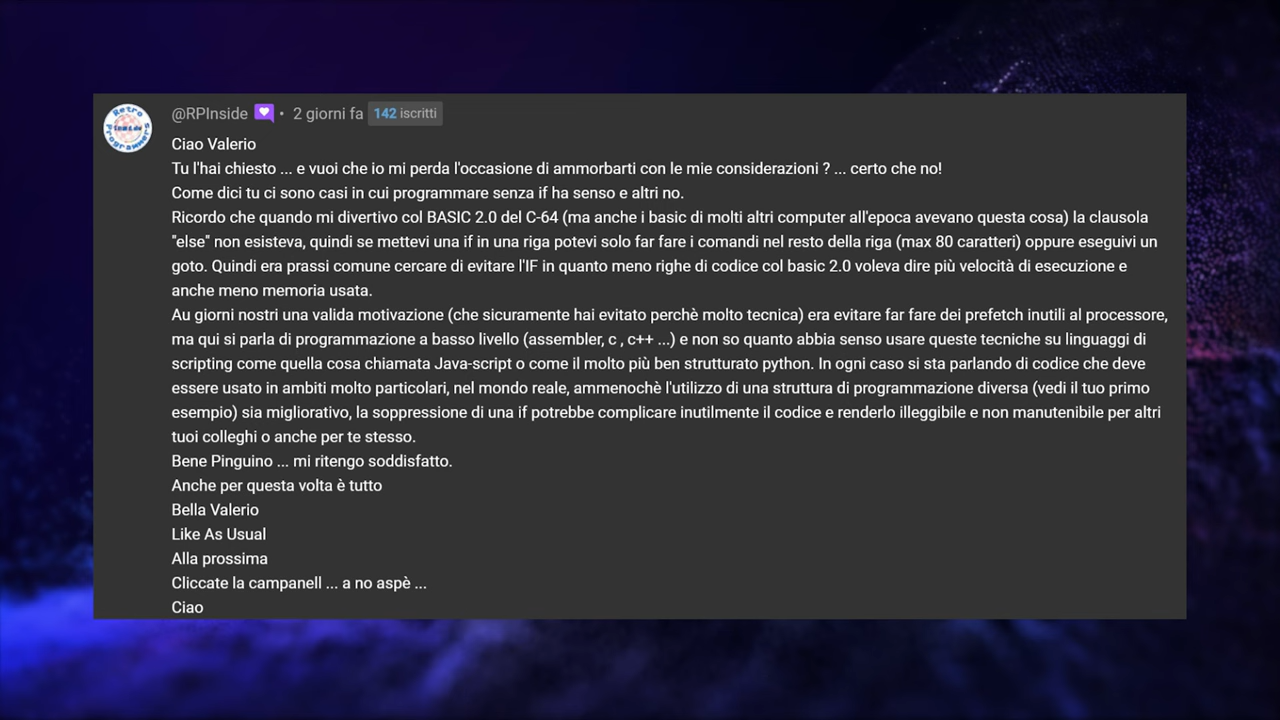 @RPInside • 2 giorni fa 142 iscritti
Ciao Valerio
Tu l'hai chiesto ... e vuoi che io mi perda l'occasione di ammorbarti con le mie considerazioni ? ... certo che no!
Come dici tu ci sono casi in cui programmare senza if ha senso e altri no.
Ricordo che quando mi divertivo col BASIC 2.0 del C-64 (ma anche i basic di molti altri computer all'epoca avevano questa cosa) la clausola
"else" non esisteva, quindi se mettevi una if in una riga potevi solo far fare i comandi nel resto della riga (max 80 caratteri) oppure eseguivi un
goto. Quindi era prassi comune cercare di evitare l'IF in quanto meno righe di codice col basic 2.0 voleva dire più velocità di esecuzione e
anche meno memoria usata.
Au giorni nostri una valida motivazione (che sicuramente hai evitato perchè molto tecnica) era evitare far fare dei prefetch inutili al processore,
ma qui si parla di programmazione a basso livello (assembler, c , c++ ...) e non so quanto abbia senso usare queste tecniche su linguaggi di
scripting come quella cosa chiamata Java-script o come il molto più ben strutturato python. In ogni caso si sta parlando di codice che deve
essere usato in ambiti molto particolari, nel mondo reale, ammenochè l'utilizzo di una struttura di programmazione diversa (vedi il tuo primo
esempio) sia migliorativo, la soppressione di una if potrebbe complicare inutilmente il codice e renderlo illeggibile e non manutenibile per altri
tuoi colleghi o anche per te stesso.
Bene Pinguino ... mi ritengo soddisfatto.
Anche per questa volta è tutto
Bella Valerio
Like As Usual
Alla prossima
Cliccate la campanell ... a no aspè ...
Ciao